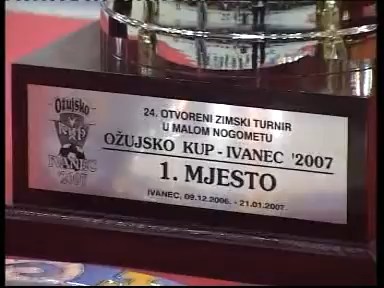 Ožujsko
kup
IVANEC
2007
24. OTVORENI ZIMSKI TURNIR
U MALOM NOGOMETU
OŽUJSKO KUP - IVANEC '2007
1. MJESTO
IVANEC, 09.12.2006. - 21.01.2007.